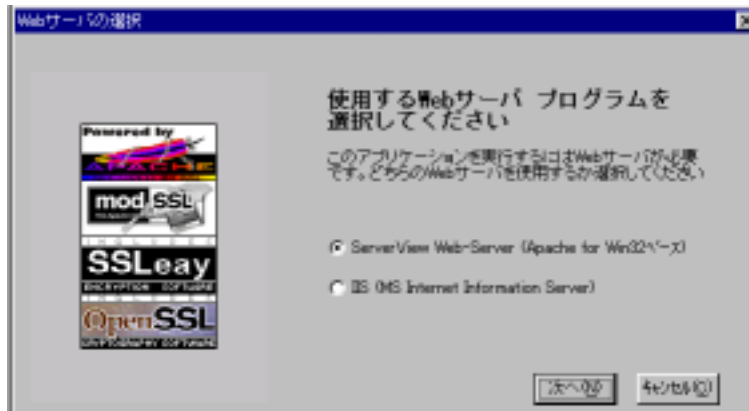 Webサーバの選択
使用するWebサーバ プログラムを
選択してください
このアプリケーションを実行するにはWebサーバが必要
です。どちらのWebサーバを使用するか選択してください
Powered by
APACHE
mod SSL
INCLUDES
SSLeay
ENCRYPTION SOFTWARE
OpenSSL
CRYPTOGRAPHY SOFTWARE
ServerView Web-Server (Apache for Win32ベース)
IIS (MS Internet Information Server)
次へ(N)
キャンセル(C)